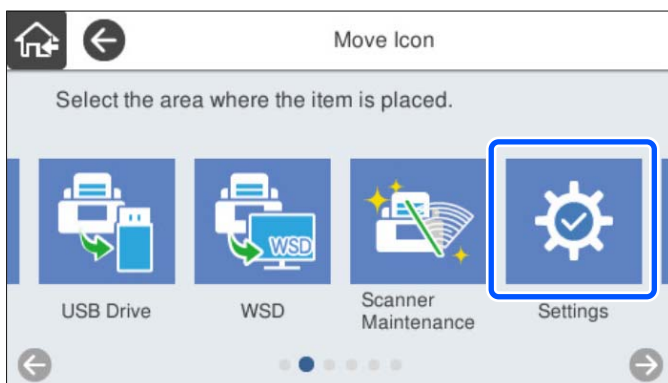 Move Icon
Select the area where the item is placed.
WSD
USB Drive
WSD
Scanner
Maintenance
Settings